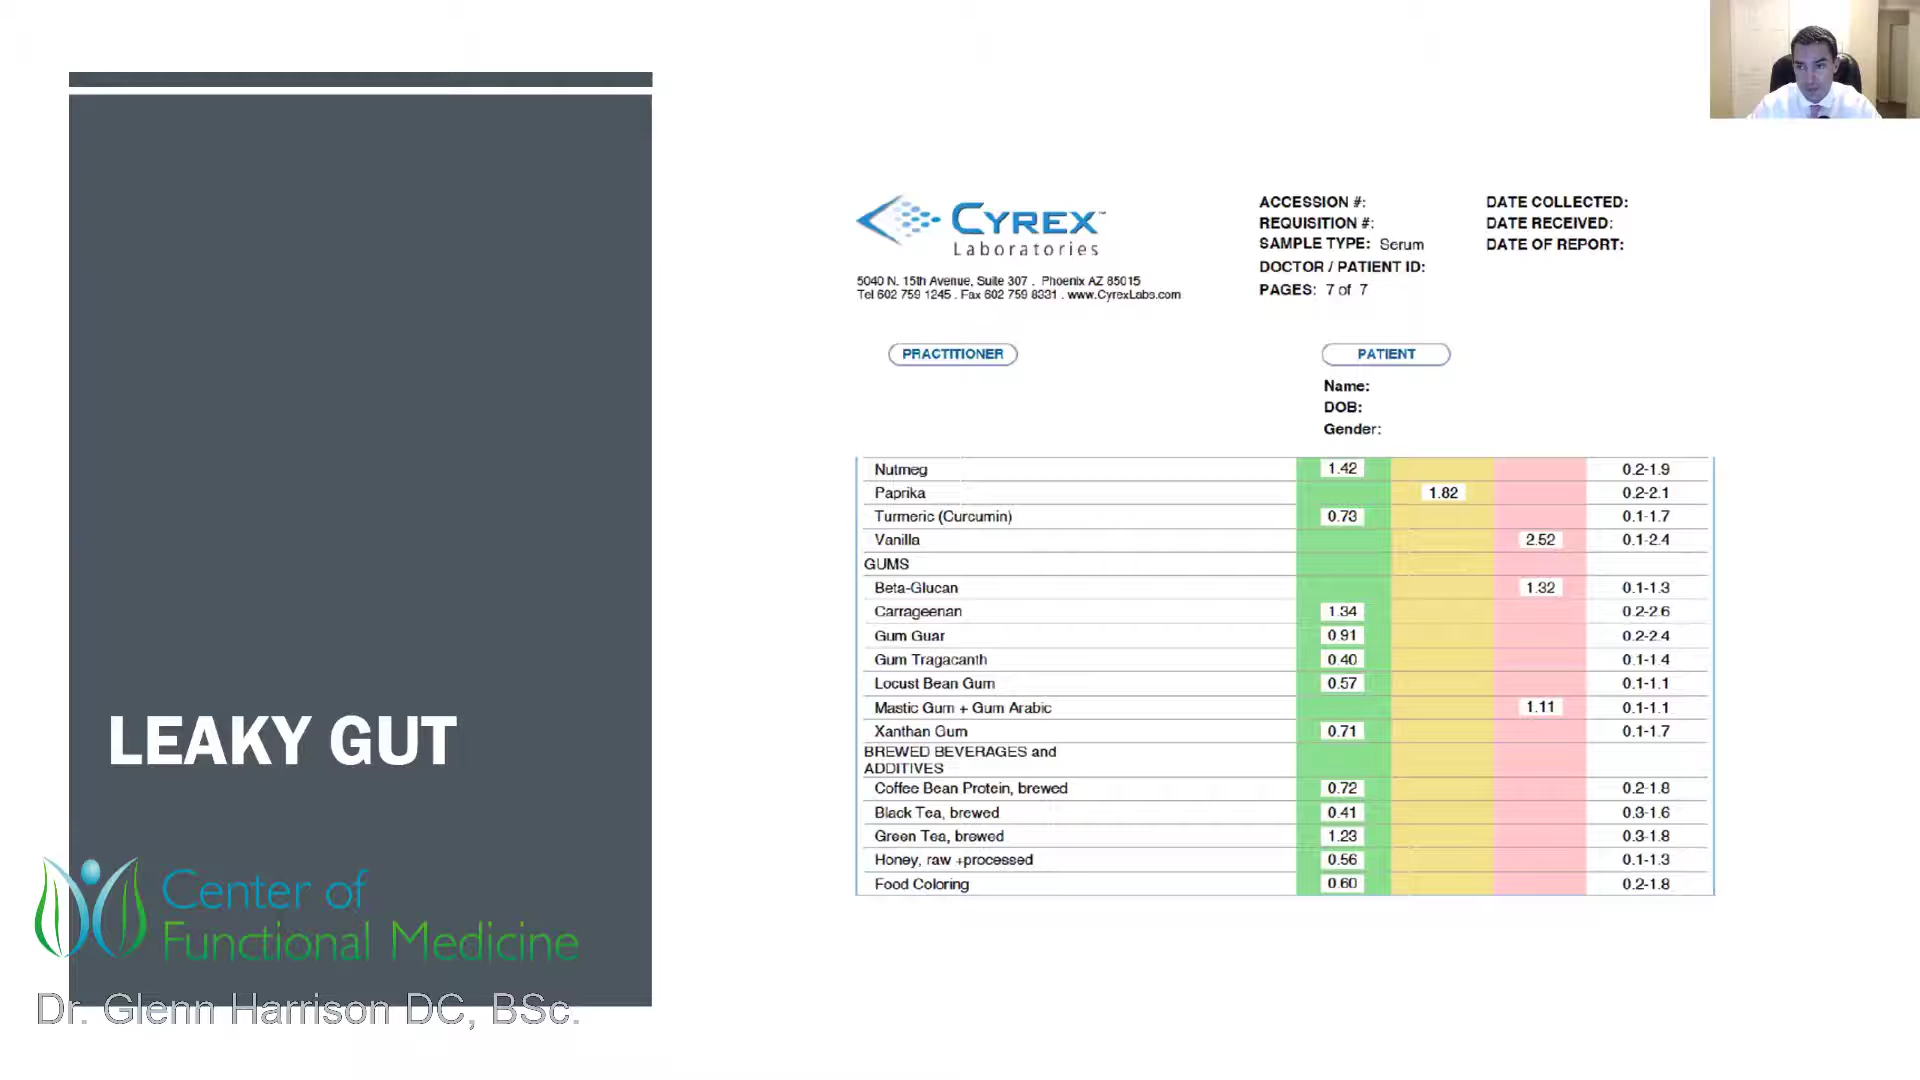 LEAKY GUT
Center of
Functional Medicine
Dr. Glenn Harrison DC, BSc.
CYREX™
Laboratories
5040 N. 15th Avenue, Suite 307 . Phoenix AZ 85015
Tel 602 759 1245 . Fax 602 759 8331 . www.CyrexLabs.com
ACCESSION #:
REQUISITION #:
SAMPLE TYPE: Serum
DOCTOR / PATIENT ID:
PAGES: 7 of 7
DATE COLLECTED:
DATE RECEIVED:
DATE OF REPORT:
PRACTITIONER
PATIENT
Name:
DOB:
Gender:
Nutmeg 1.42 0.2-1.9
Paprika 1.82 0.2-2.1
Turmeric (Curcumin) 0.73 0.1-1.7
Vanilla 2.52 0.1-2.4
GUMS
Beta-Glucan 1.32 0.1-1.3
Carrageenan 1.34 0.2-2.6
Gum Guar 0.91 0.2-2.4
Gum Tragacanth 0.40 0.1-1.4
Locust Bean Gum 0.57 0.1-1.1
Mastic Gum + Gum Arabic 1.11 0.1-1.1
Xanthan Gum 0.71 0.1-1.7
BREWED BEVERAGES and
ADDITIVES
Coffee Bean Protein, brewed 0.72 0.2-1.8
Black Tea, brewed 0.41 0.3-1.6
Green Tea, brewed 1.23 0.3-1.8
Honey, raw +processed 0.56 0.1-1.3
Food Coloring 0.60 0.2-1.8